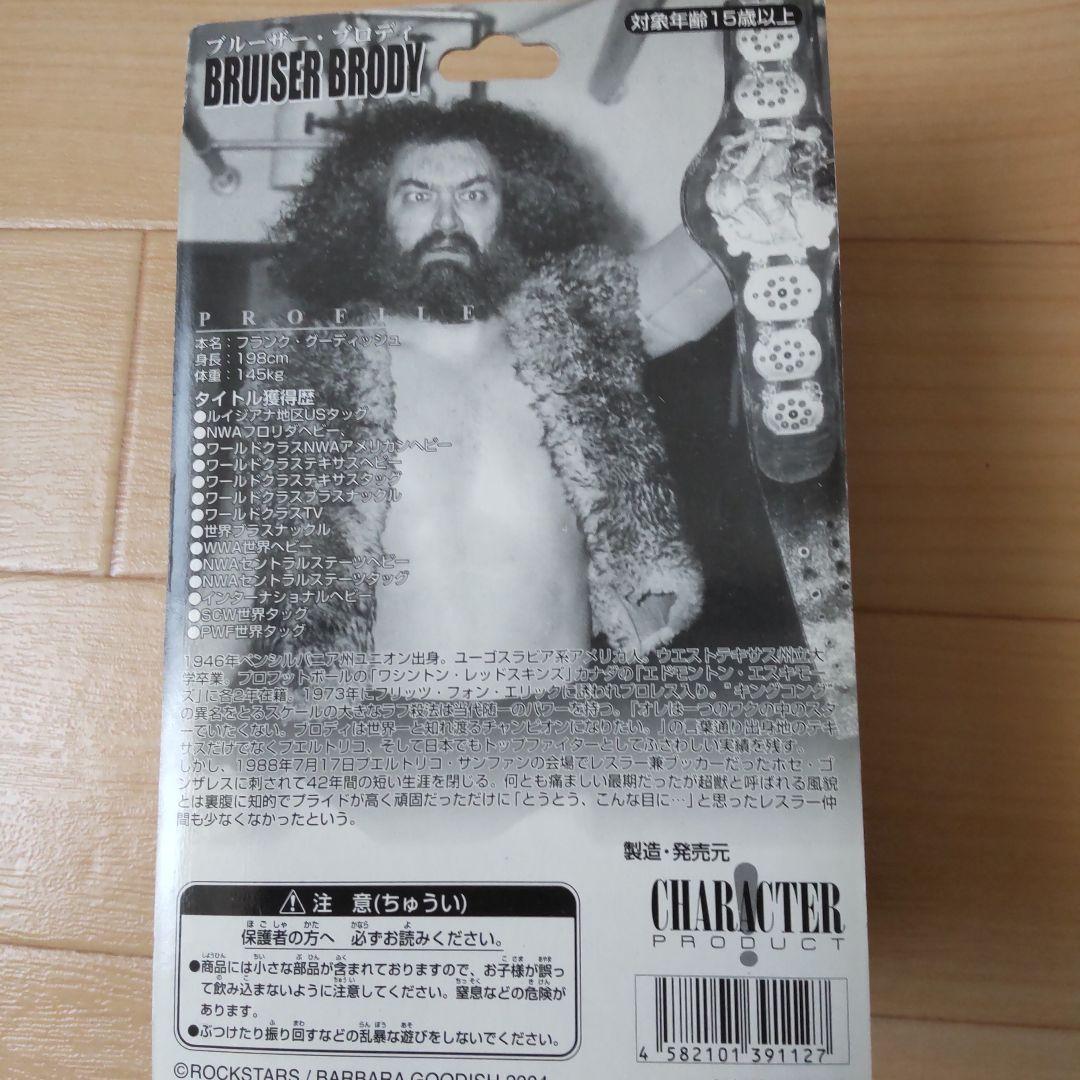 ブルーザー・ブロディ
BRUISER BRODY
対象年齢15歳以上
PROFILE
本名：フランク・グーディッシュ
身長：198cm
体重：145kg
タイトル獲得歴
●ルイジアナ地区USタッグ
●NWAフロリダヘビー、
●ワールドクラスNWAアメリカンヘビー
●ワールドクラステキサスヘビー
●ワールドクラステキサスタッグ
●ワールドクラスブラスナックル
●ワールドクラスTV
●世界ブラスナックル
●WWA世界ヘビー
●NWAセントラルステーツヘビー
●NWAセントラルステーツタッグ
●インターナショナルヘビー
●SCW世界タッグ
●PWF世界タッグ
1946年ペンシルバニア州ユニオン出身。ユーゴスラビア系アメリカ人。ウエストテキサス州立大
学卒業。プロフットボールの「ワシントン・レッドスキンズ」カナダの「エドモントン・エスキモー
ズ」に各2年在籍。1973年にフリッツ・フォン・エリックに誘われプロレス入り。"キングコング"
の異名をとるスケールの大きなラフ殺法は当代随一のパワーを持つ。「オレは一つのワクの中のスタ
ーでいたくない。ブロディは世界一と知れ渡るチャンピオンになりたい。」の言葉通り出身地のテキ
サスだけでなくプエルトリコ、そして日本でもトップファイターとしてふさわしい実績を残す。
しかし、1988年7月17日プエルトリコ・サンファンの会場でレスラー兼ブッカーだったホセ・ゴ
ンザレスに刺されて42年間の短い生涯を閉じる。何とも痛ましい最期だったが超獣と呼ばれる風貌
とは裏腹に知的でプライドが高く頑固だっただけに「とうとう、こんな目に…」と思ったレスラー仲
間も少なくなかったという。
製造・発売元
CHARACTER
PRODUCT
⚠注 意(ちゅうい)
保護者の方へ 必ずお読みください。
●商品には小さな部品が含まれておりますので、お子様が誤っ
て飲み込まないように注意してください。窒息などの危険が
あります。
●ぶつけたり振り回すなどの乱暴な遊びをしないでください。
4 582101 391127
©ROCKSTARS / BARBARA GOODISH 2004